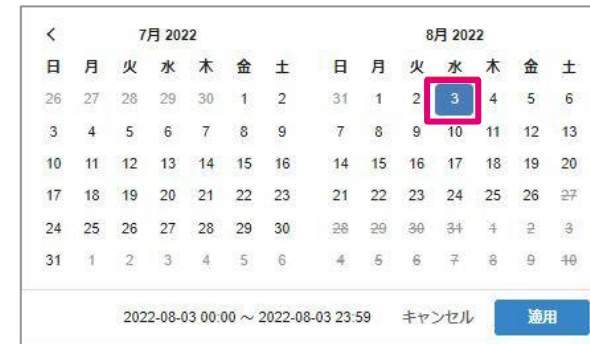 < 7月 2022 8月 2022
日 月 火 水 木 金 土 日 月 火 水 木 金 土
26 27 28 29 30 1 2 31 1 2 3 4 5 6
3 4 5 6 7 8 9 7 8 9 10 11 12 13
10 11 12 13 14 15 16 14 15 16 17 18 19 20
17 18 19 20 21 22 23 21 22 23 24 25 26 27
24 25 26 27 28 29 30 28 29 30 31 1 2 3
31 1 2 3 4 5 6 4 5 6 7 8 9 10
2022-08-03 00:00 ～ 2022-08-03 23:59 キャンセル 適用